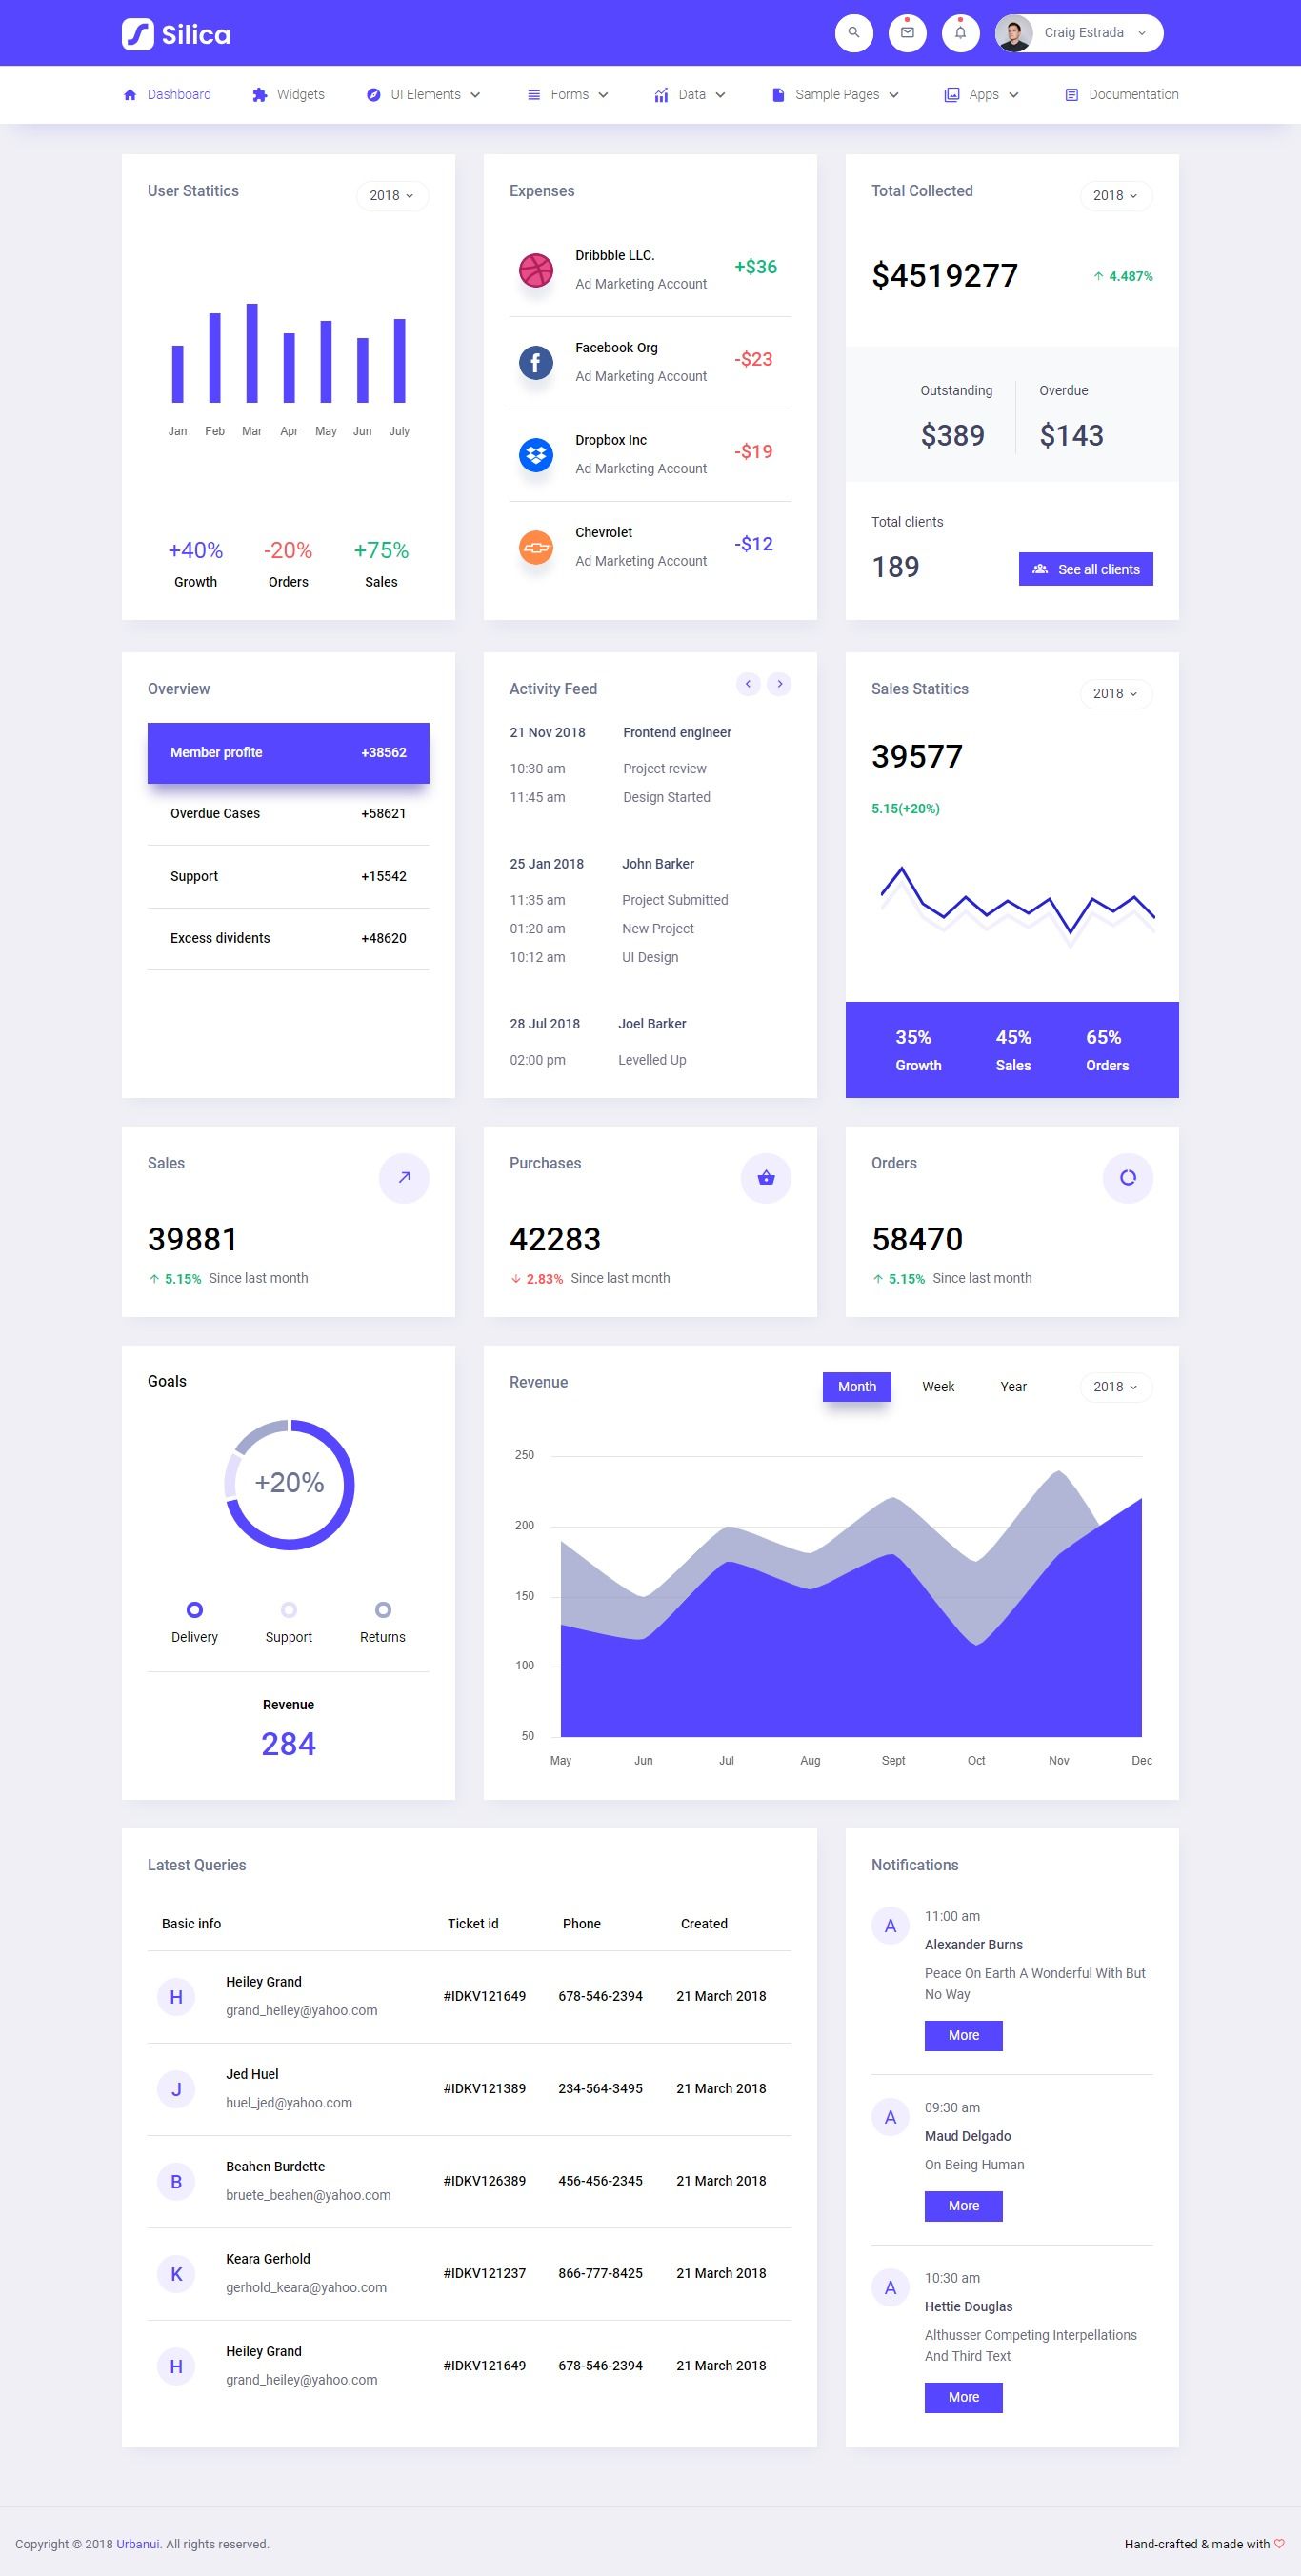 Silica
Craig Estrada
Dashboard
Widgets
UI Elements
Forms
Data
Sample Pages
Apps
Documentation
User Statitics
2018
Jan Feb Mar Apr May Jun July
+40% -20% +75%
Growth Orders Sales
Expenses
Dribbble LLC.
Ad Marketing Account
+$36
Facebook Org
Ad Marketing Account
-$23
Dropbox Inc
Ad Marketing Account
-$19
Chevrolet
Ad Marketing Account
-$12
Total Collected
2018
$4519277
4.487%
Outstanding Overdue
$389 $143
Total clients
189
See all clients
Overview
Member profite +38562
Overdue Cases +58621
Support +15542
Excess dividents +48620
Activity Feed
21 Nov 2018 Frontend engineer
10:30 am Project review
11:45 am Design Started
25 Jan 2018 John Barker
11:35 am Project Submitted
01:20 am New Project
10:12 am UI Design
28 Jul 2018 Joel Barker
02:00 pm Levelled Up
Sales Statitics
2018
39577
5.15(+20%)
35% 45% 65%
Growth Sales Orders
Sales
39881
5.15% Since last month
Purchases
42283
2.83% Since last month
Orders
58470
5.15% Since last month
Goals
+20%
Delivery Support Returns
Revenue
284
Revenue
Month Week Year
2018
250
200
150
100
50
May Jun Jul Aug Sept Oct Nov Dec
Latest Queries
Basic info Ticket id Phone Created
H
Heiley Grand
grand_heiley@yahoo.com
#IDKV121649 678-546-2394 21 March 2018
J
Jed Huel
huel_jed@yahoo.com
#IDKV121389 234-564-3495 21 March 2018
B
Beahen Burdette
bruete_beahen@yahoo.com
#IDKV126389 456-456-2345 21 March 2018
K
Keara Gerhold
gerhold_keara@yahoo.com
#IDKV121237 866-777-8425 21 March 2018
H
Heiley Grand
grand_heiley@yahoo.com
#IDKV121649 678-546-2394 21 March 2018
Notifications
A
11:00 am
Alexander Burns
Peace On Earth A Wonderful With But
No Way
More
A
09:30 am
Maud Delgado
On Being Human
More
A
10:30 am
Hettie Douglas
Althusser Competing Interpellations
And Third Text
More
Copyright © 2018 Urbanui. All rights reserved.
Hand-crafted & made with